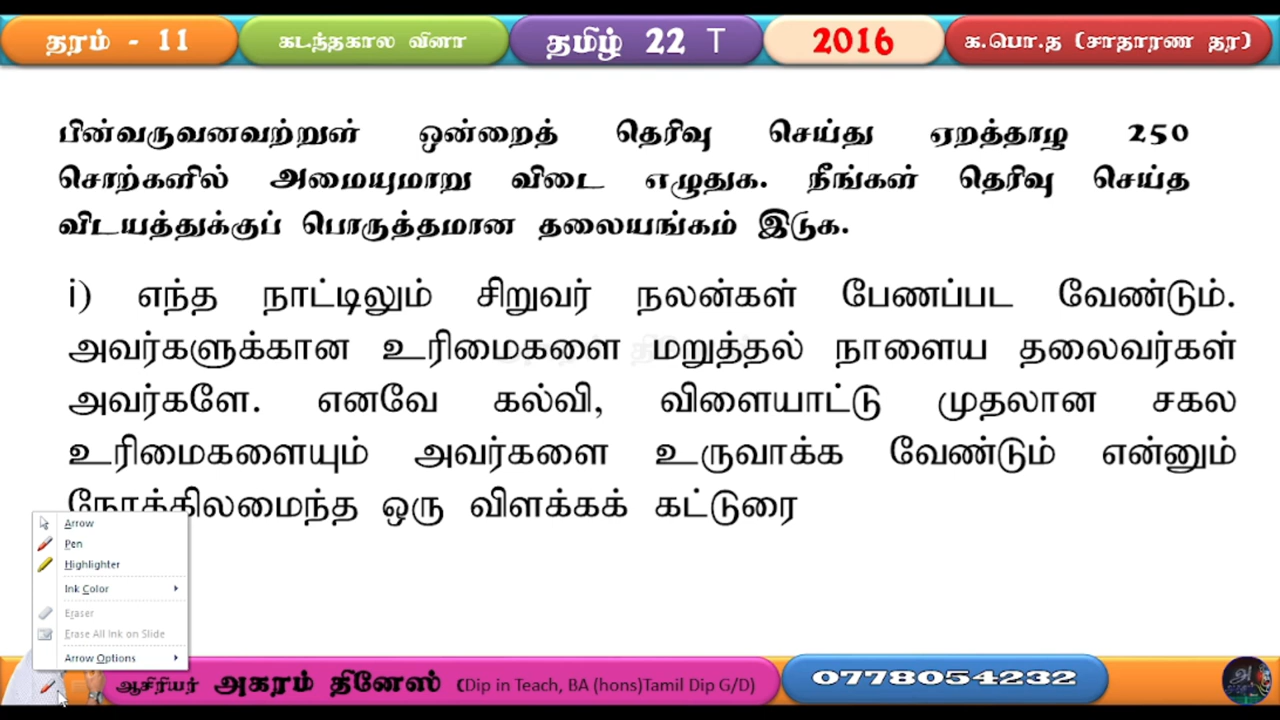 தரம் - 11 கடந்தகால வினா தமிழ் 22 T 2016 க.பொ.த (சாதாரண தர)
பின்வருவனவற்றுள் ஒன்றைத் தெரிவு செய்து ஏறத்தாழ 250
சொற்களில் அமையுமாறு விடை எழுதுக. நீங்கள் தெரிவு செய்த
விடயத்துக்குப் பொருத்தமான தலையங்கம் இடுக.
i) எந்த நாட்டிலும் சிறுவர் நலன்கள் பேணப்பட வேண்டும்.
அவர்களுக்கான உரிமைகளை மறுத்தல் நாளைய தலைவர்கள்
அவர்களே. எனவே கல்வி, விளையாட்டு முதலான சகல
உரிமைகளையும் அவர்களை உருவாக்க வேண்டும் என்னும்
நோக்கிலமைந்த ஒரு விளக்கக் கட்டுரை
Arrow
Pen
Highlighter
Ink Color
Eraser
Erase All Ink on Slide
Arrow Options
ஆசிரியர் அகரம் தினேஸ் (Dip in Teach, BA (hons)Tamil Dip G/D) 0778054232